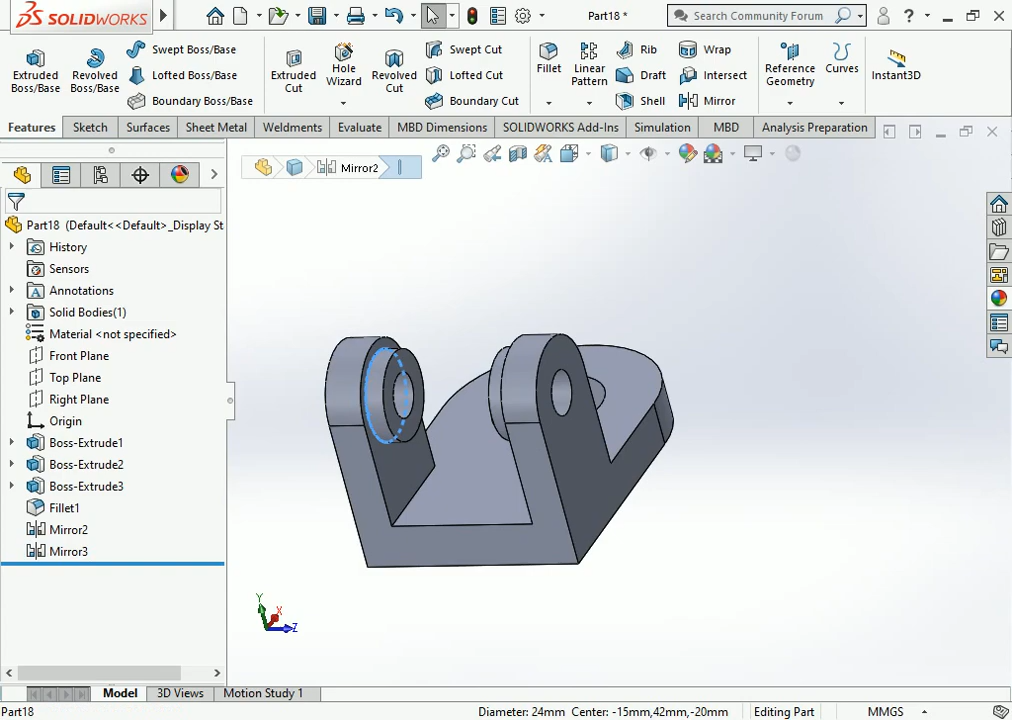 SOLIDWORKS
Part18 *
Search Community Forum
?
Extruded Boss/Base
Revolved Boss/Base
Swept Boss/Base
Lofted Boss/Base
Boundary Boss/Base
Extruded Cut
Hole Wizard
Revolved Cut
Swept Cut
Lofted Cut
Boundary Cut
Fillet
Linear Pattern
Rib
Draft
Shell
Wrap
Intersect
Mirror
Reference Geometry
Curves
Instant3D
Features
Sketch
Surfaces
Sheet Metal
Weldments
Evaluate
MBD Dimensions
SOLIDWORKS Add-Ins
Simulation
MBD
Analysis Preparation
Mirror2
Part18 (Default<<Default>_Display St
History
Sensors
Annotations
Solid Bodies(1)
Material <not specified>
Front Plane
Top Plane
Right Plane
Origin
Boss-Extrude1
Boss-Extrude2
Boss-Extrude3
Fillet1
Mirror2
Mirror3
Y
X
Z
Model
3D Views
Motion Study 1
Part18
Diameter: 24mm Center: -15mm,42mm,-20mm
Editing Part
MMGS